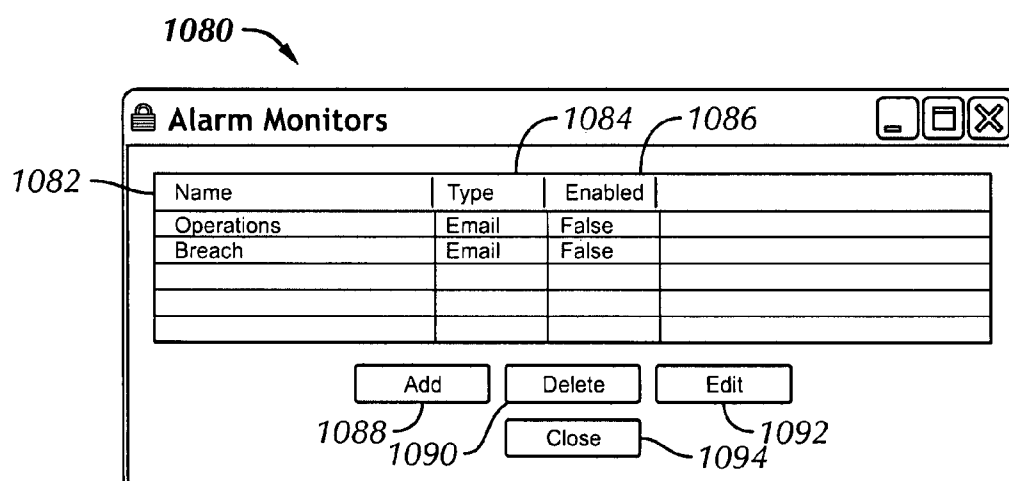 1080
Alarm Monitors
1084
1086
1082
Name Type Enabled
Operations Email False
Breach Email False
Add Delete Edit
1088 1090 Close 1094 1092